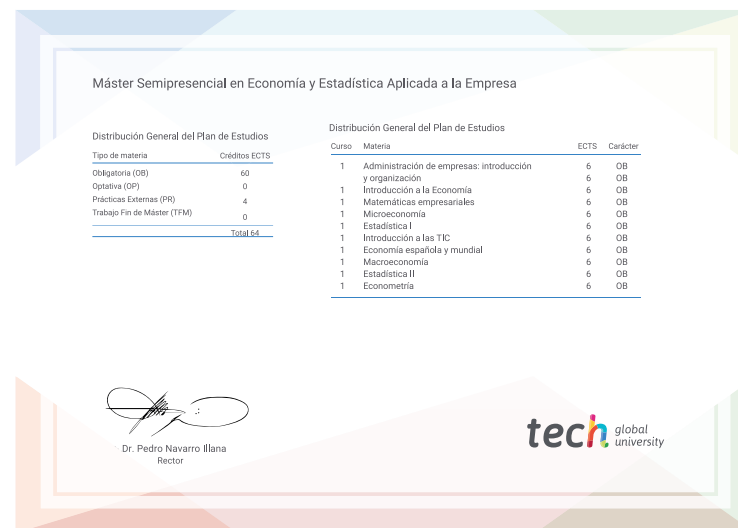 Máster Semipresencial en Economía y Estadística Aplicada a la Empresa
Distribución General del Plan de Estudios
Tipo de materia Créditos ECTS
Obligatoria (OB) 60
Optativa (OP) 0
Prácticas Externas (PR) 4
Trabajo Fin de Máster (TFM) 0
Total 64
Distribución General del Plan de Estudios
Curso Materia ECTS Carácter
1 Administración de empresas: introducción 6 OB
y organización 6 OB
1 Introducción a la Economía 6 OB
1 Matemáticas empresariales 6 OB
1 Microeconomía 6 OB
1 Estadística I 6 OB
1 Introducción a las TIC 6 OB
1 Economía española y mundial 6 OB
1 Macroeconomía 6 OB
1 Estadística II 6 OB
1 Econometría 6 OB
Dr. Pedro Navarro Illana
Rector
tech global
university